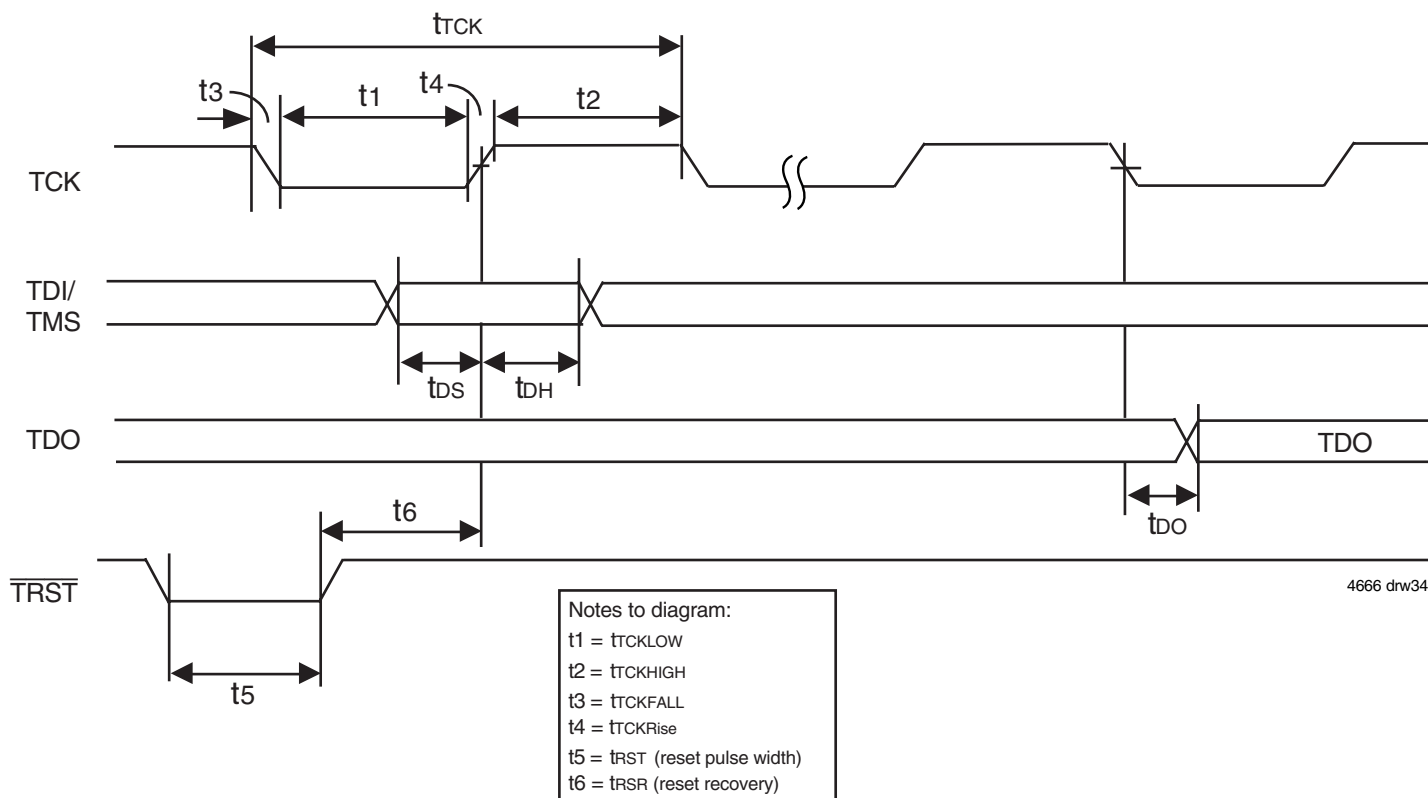 tTCK
t3
t1
t4
t2
TCK
TDI/
TMS
tDS
tDH
TDO
TDO
t6
tDO
TRST
4666 drw34
t5
Notes to diagram:
t1 = tTCKLOW
t2 = tTCKHIGH
t3 = tTCKFALL
t4 = tTCKRise
t5 = tRST (reset pulse width)
t6 = tRSR (reset recovery)